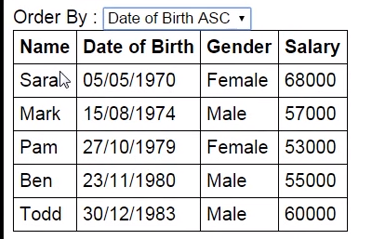 Order By : Date of Birth ASC
Name Date of Birth Gender Salary
Sara 05/05/1970 Female 68000
Mark 15/08/1974 Male 57000
Pam 27/10/1979 Female 53000
Ben 23/11/1980 Male 55000
Todd 30/12/1983 Male 60000